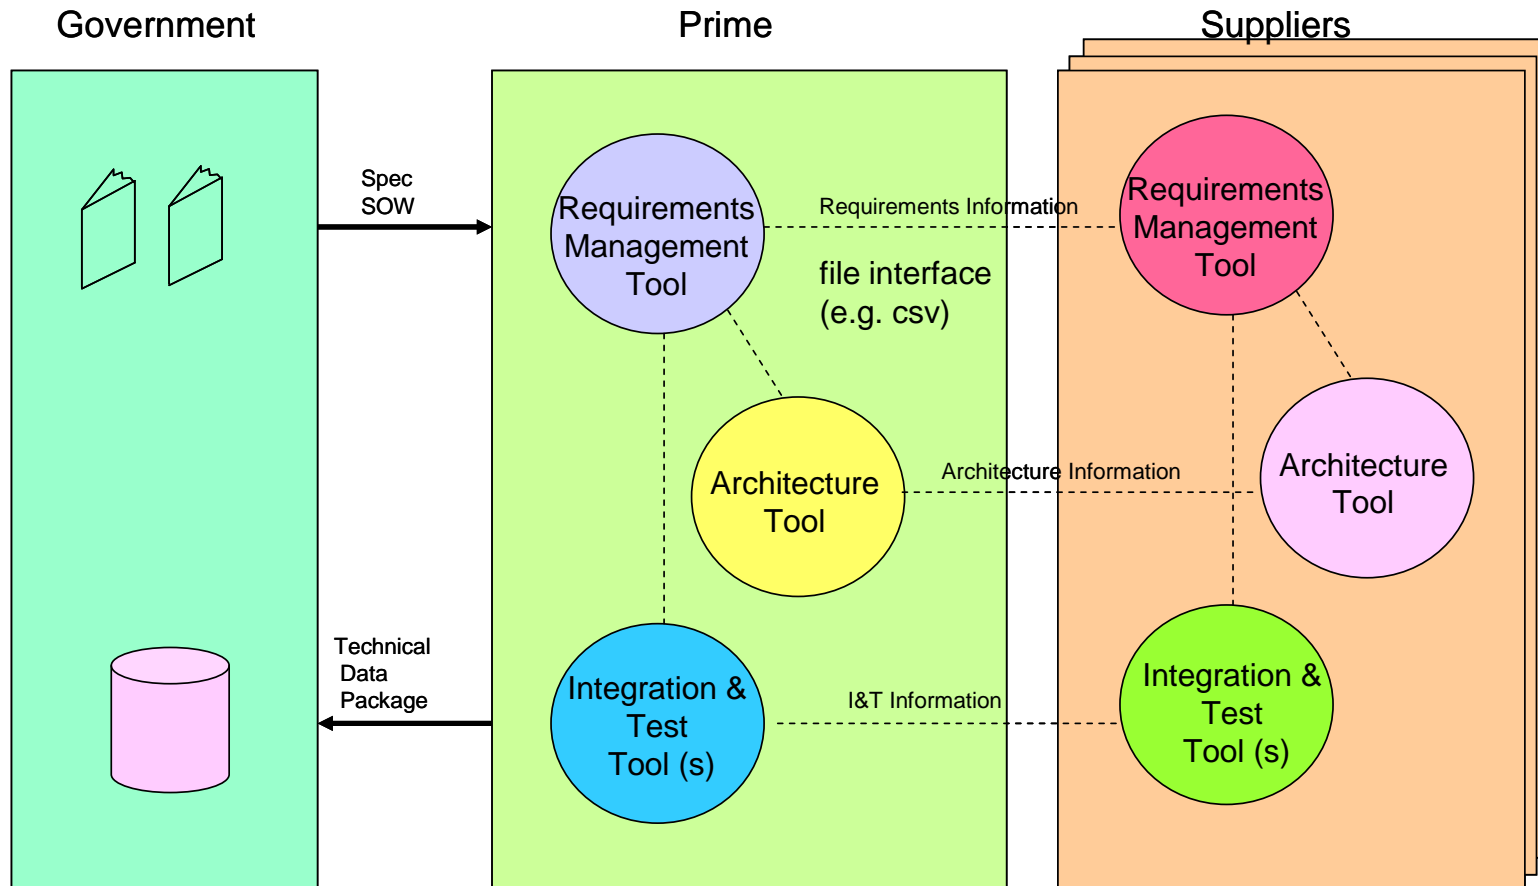 Government
Prime
Suppliers
Spec
SOW
Requirements
Management
Tool
Requirements Information
file interface
(e.g. csv)
Requirements
Management
Tool
Architecture
Tool
Architecture Information
Architecture
Tool
Technical
Data
Package
Integration &
Test
Tool (s)
I&T Information
Integration &
Test
Tool (s)